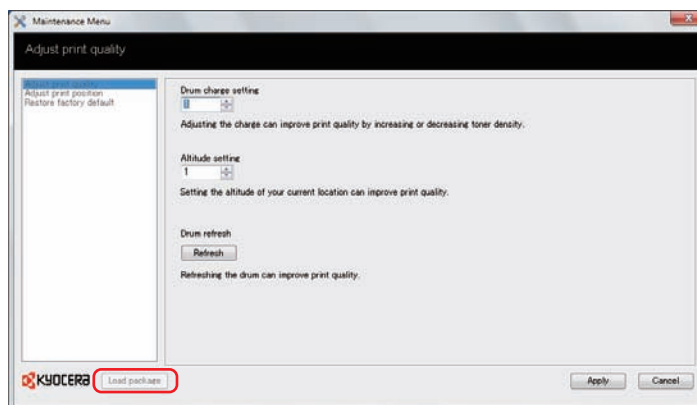 Maintenance Menu
Adjust print quality
Adjust print quality
Adjust print position
Restore factory default
Drum charge setting
Adjusting the charge can improve print quality by increasing or decreasing toner density.
Altitude setting
1
Setting the altitude of your current location can improve print quality.
Drum refresh
Refresh
Refreshing the drum can improve print quality.
KYOCERA
Load package
Apply
Cancel